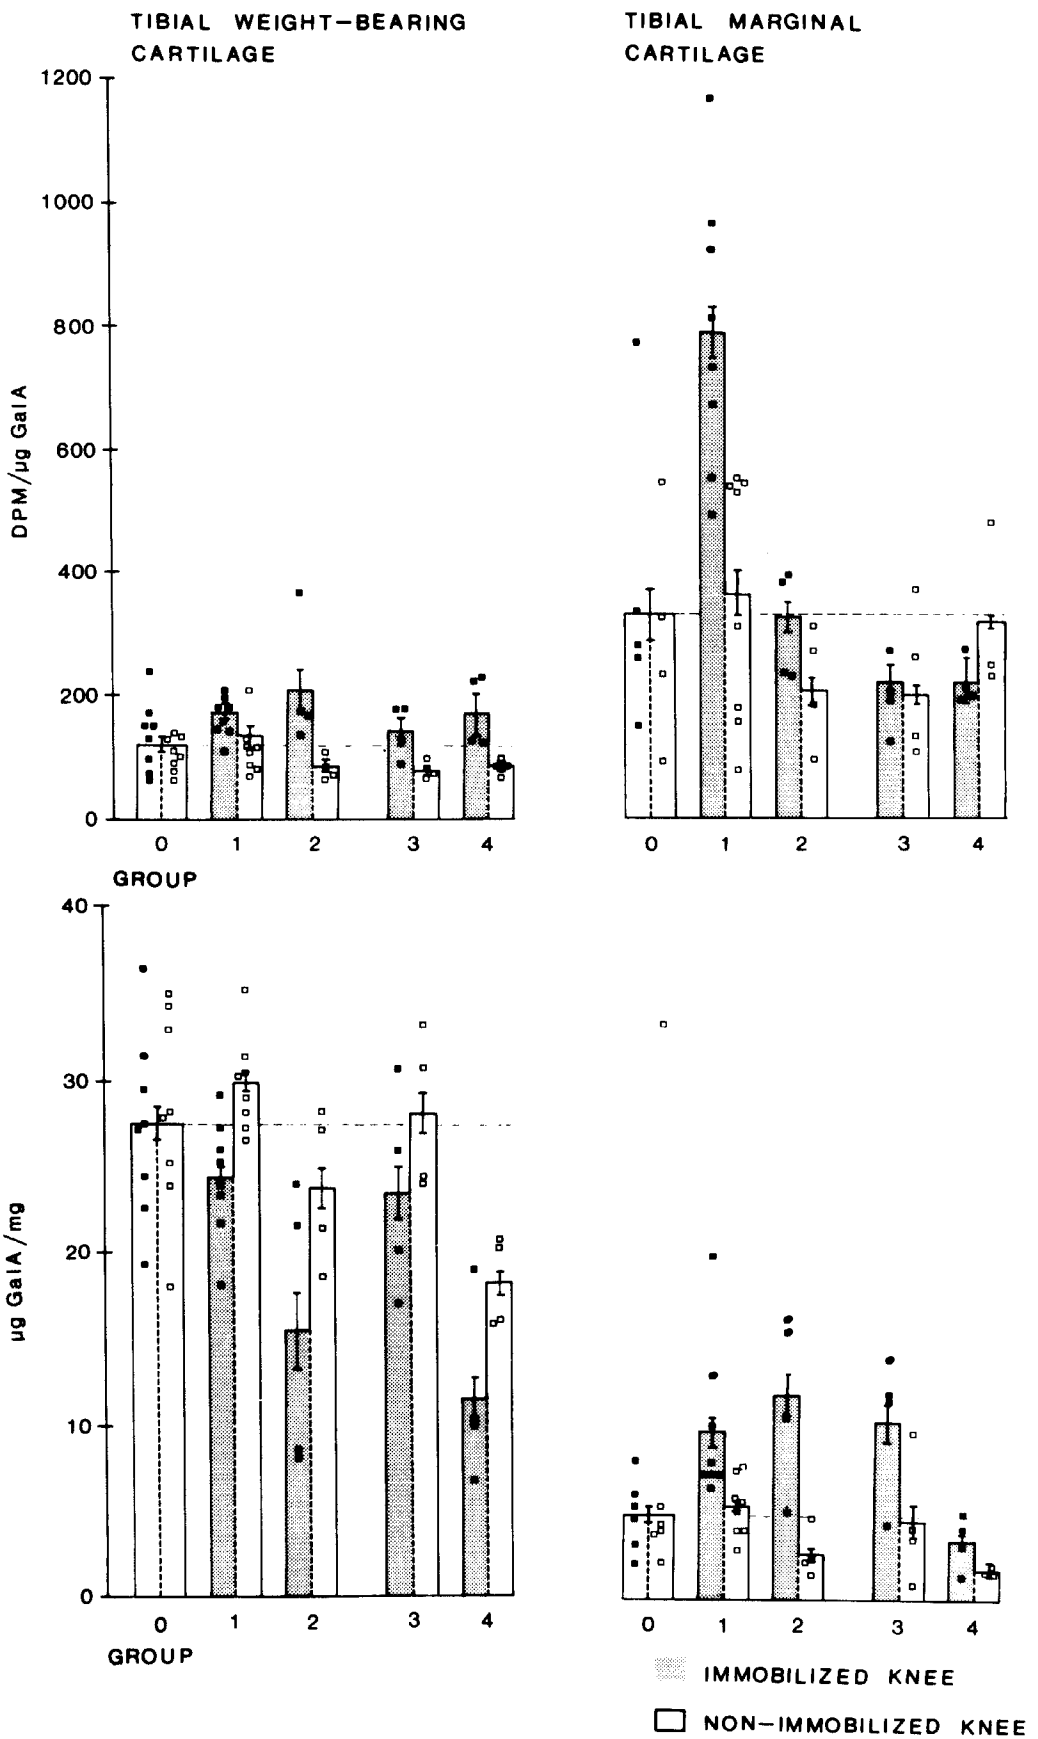 TIBIAL WEIGHT-BEARING
CARTILAGE
TIBIAL MARGINAL
CARTILAGE
1200
1000
800
600
400
200
0
DPM/µg GalA
0 1 2 3 4
0 1 2 3 4
GROUP
40
30
20
10
0
µg GalA/mg
0 1 2 3 4
0 1 2 3 4
GROUP
IMMOBILIZED KNEE
NON-IMMOBILIZED KNEE